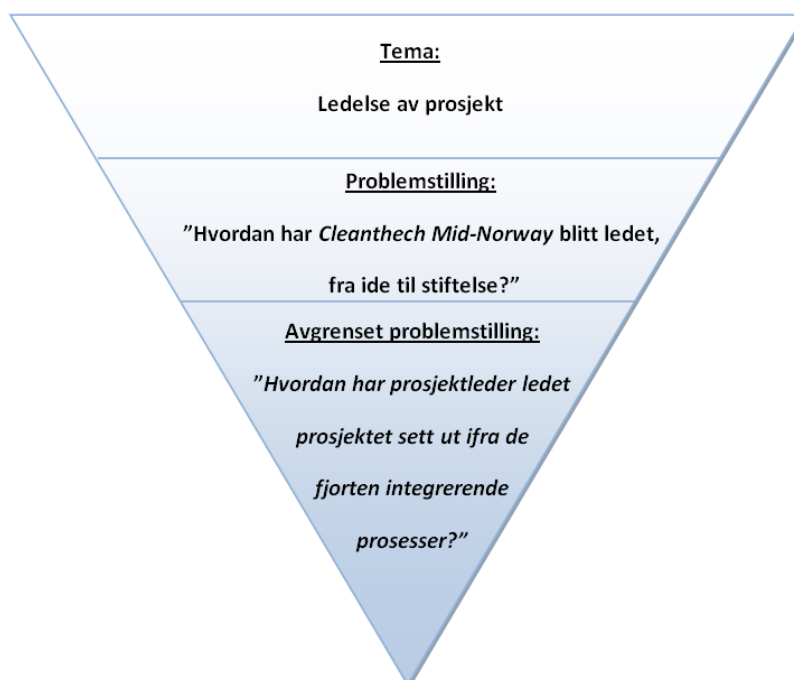 Tema:
Ledelse av prosjekt
Problemstilling:
”Hvordan har Cleanthech Mid-Norway blitt ledet,
fra ide til stiftelse?”
Avgrenset problemstilling:
”Hvordan har prosjektleder ledet
prosjektet sett ut ifra de
fjorten integrerende
prosesser?”